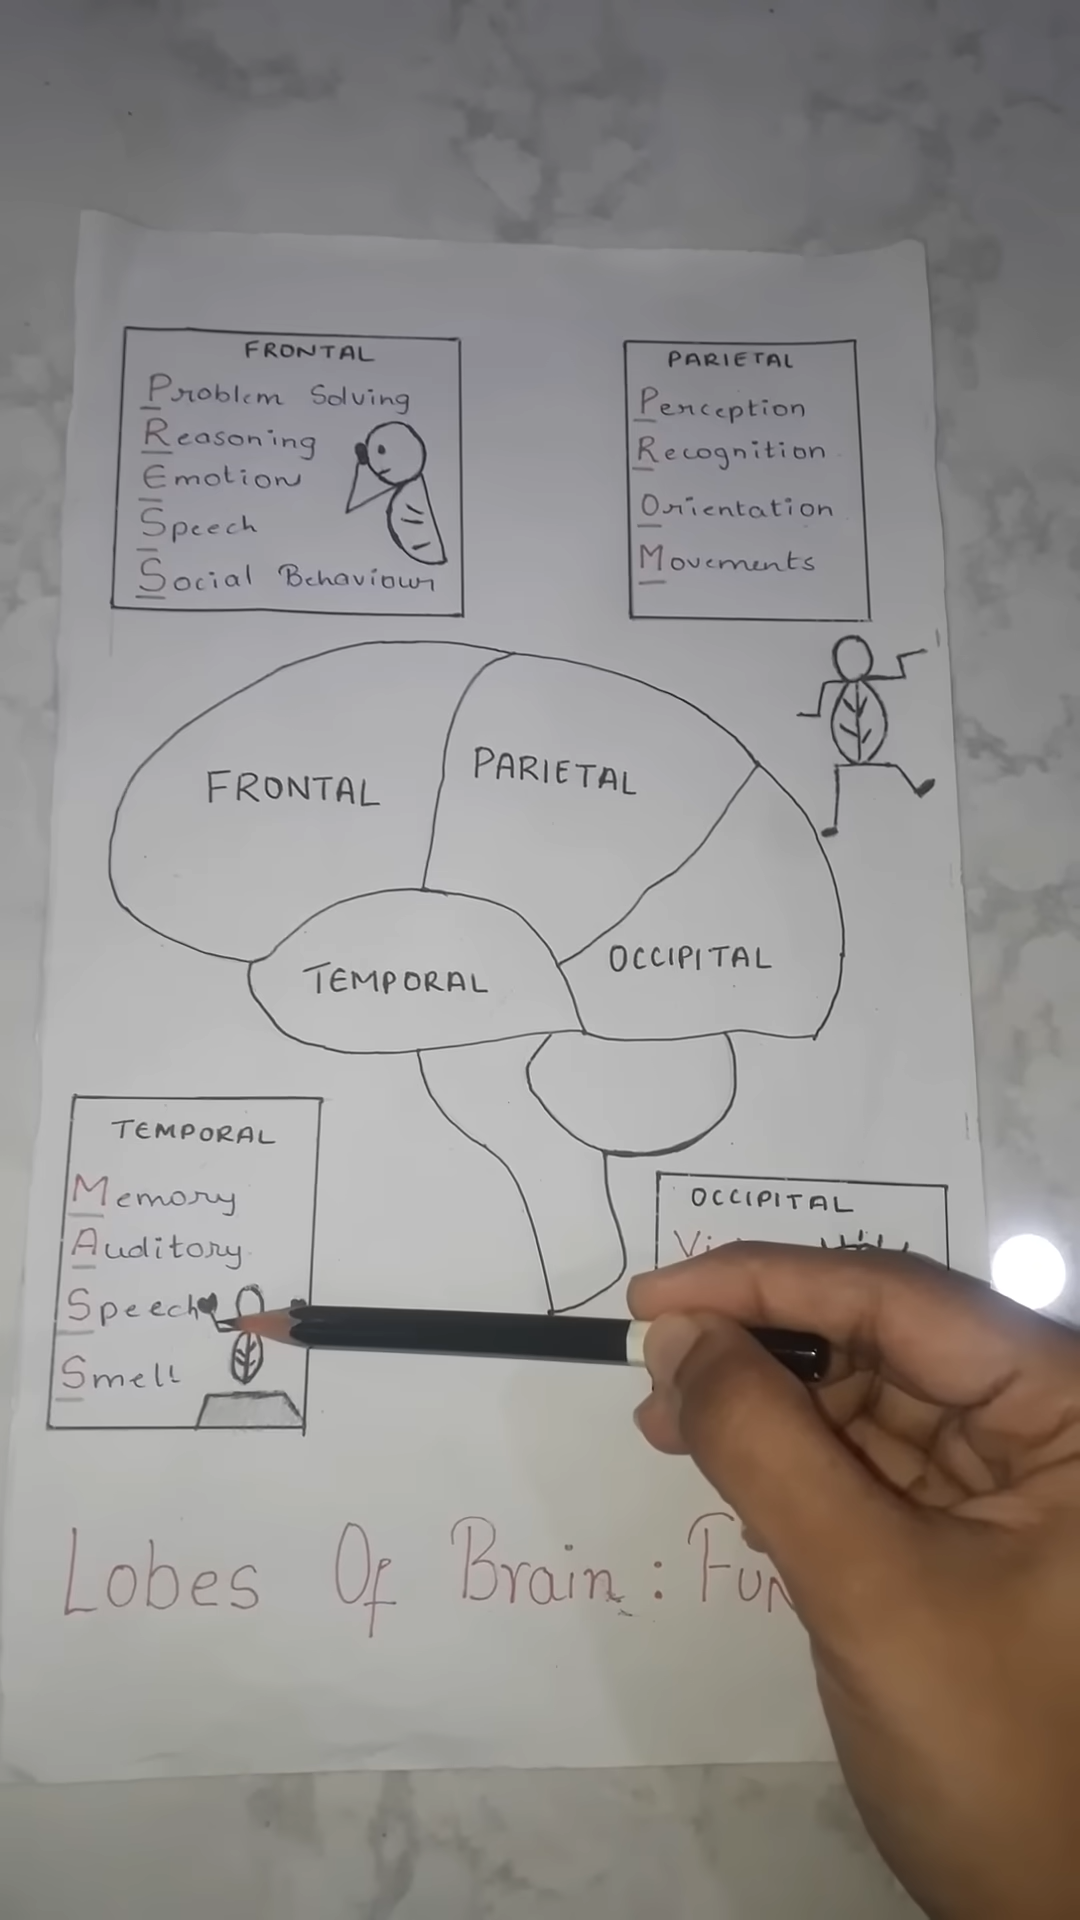 FRONTAL
Problem Solving
Reasoning
Emotion
Speech
Social Behaviour
PARIETAL
Perception
Recognition
Orientation
Movements
FRONTAL
PARIETAL
TEMPORAL
OCCIPITAL
TEMPORAL
Memory
Auditory
Speech
Smell
OCCIPITAL
Lobes Of Brain: